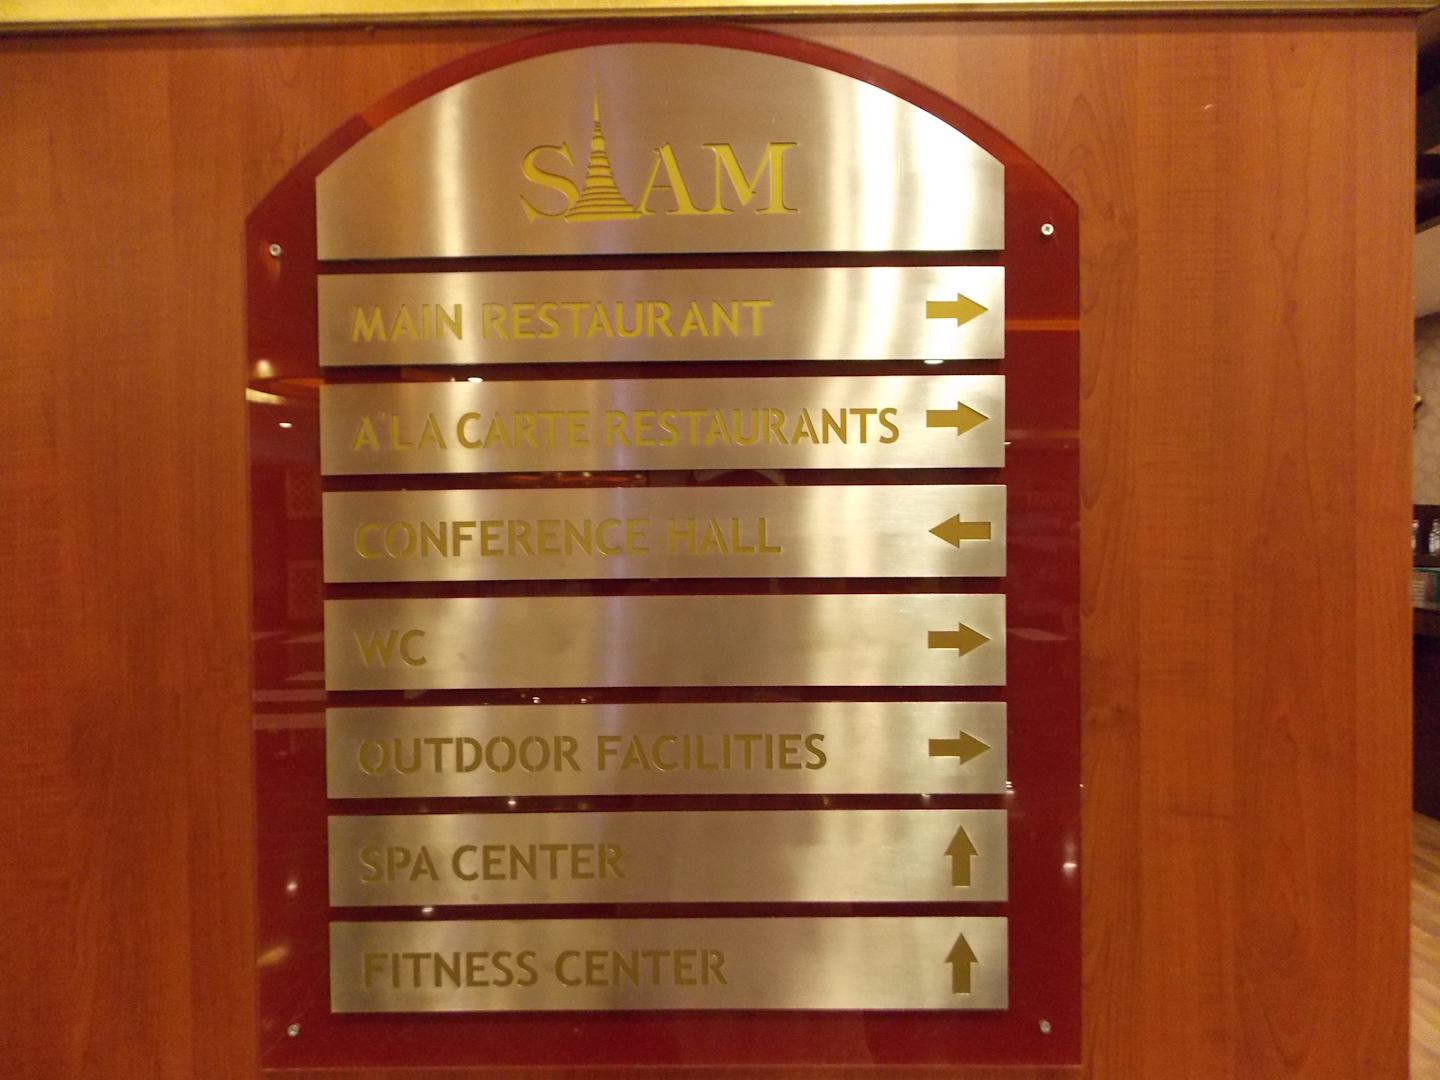 SIAM
MAIN RESTAURANT
A'LA CARTE RESTAURANTS
CONFERENCE HALL
WC
OUTDOOR FACILITIES
SPA CENTER
FITNESS CENTER